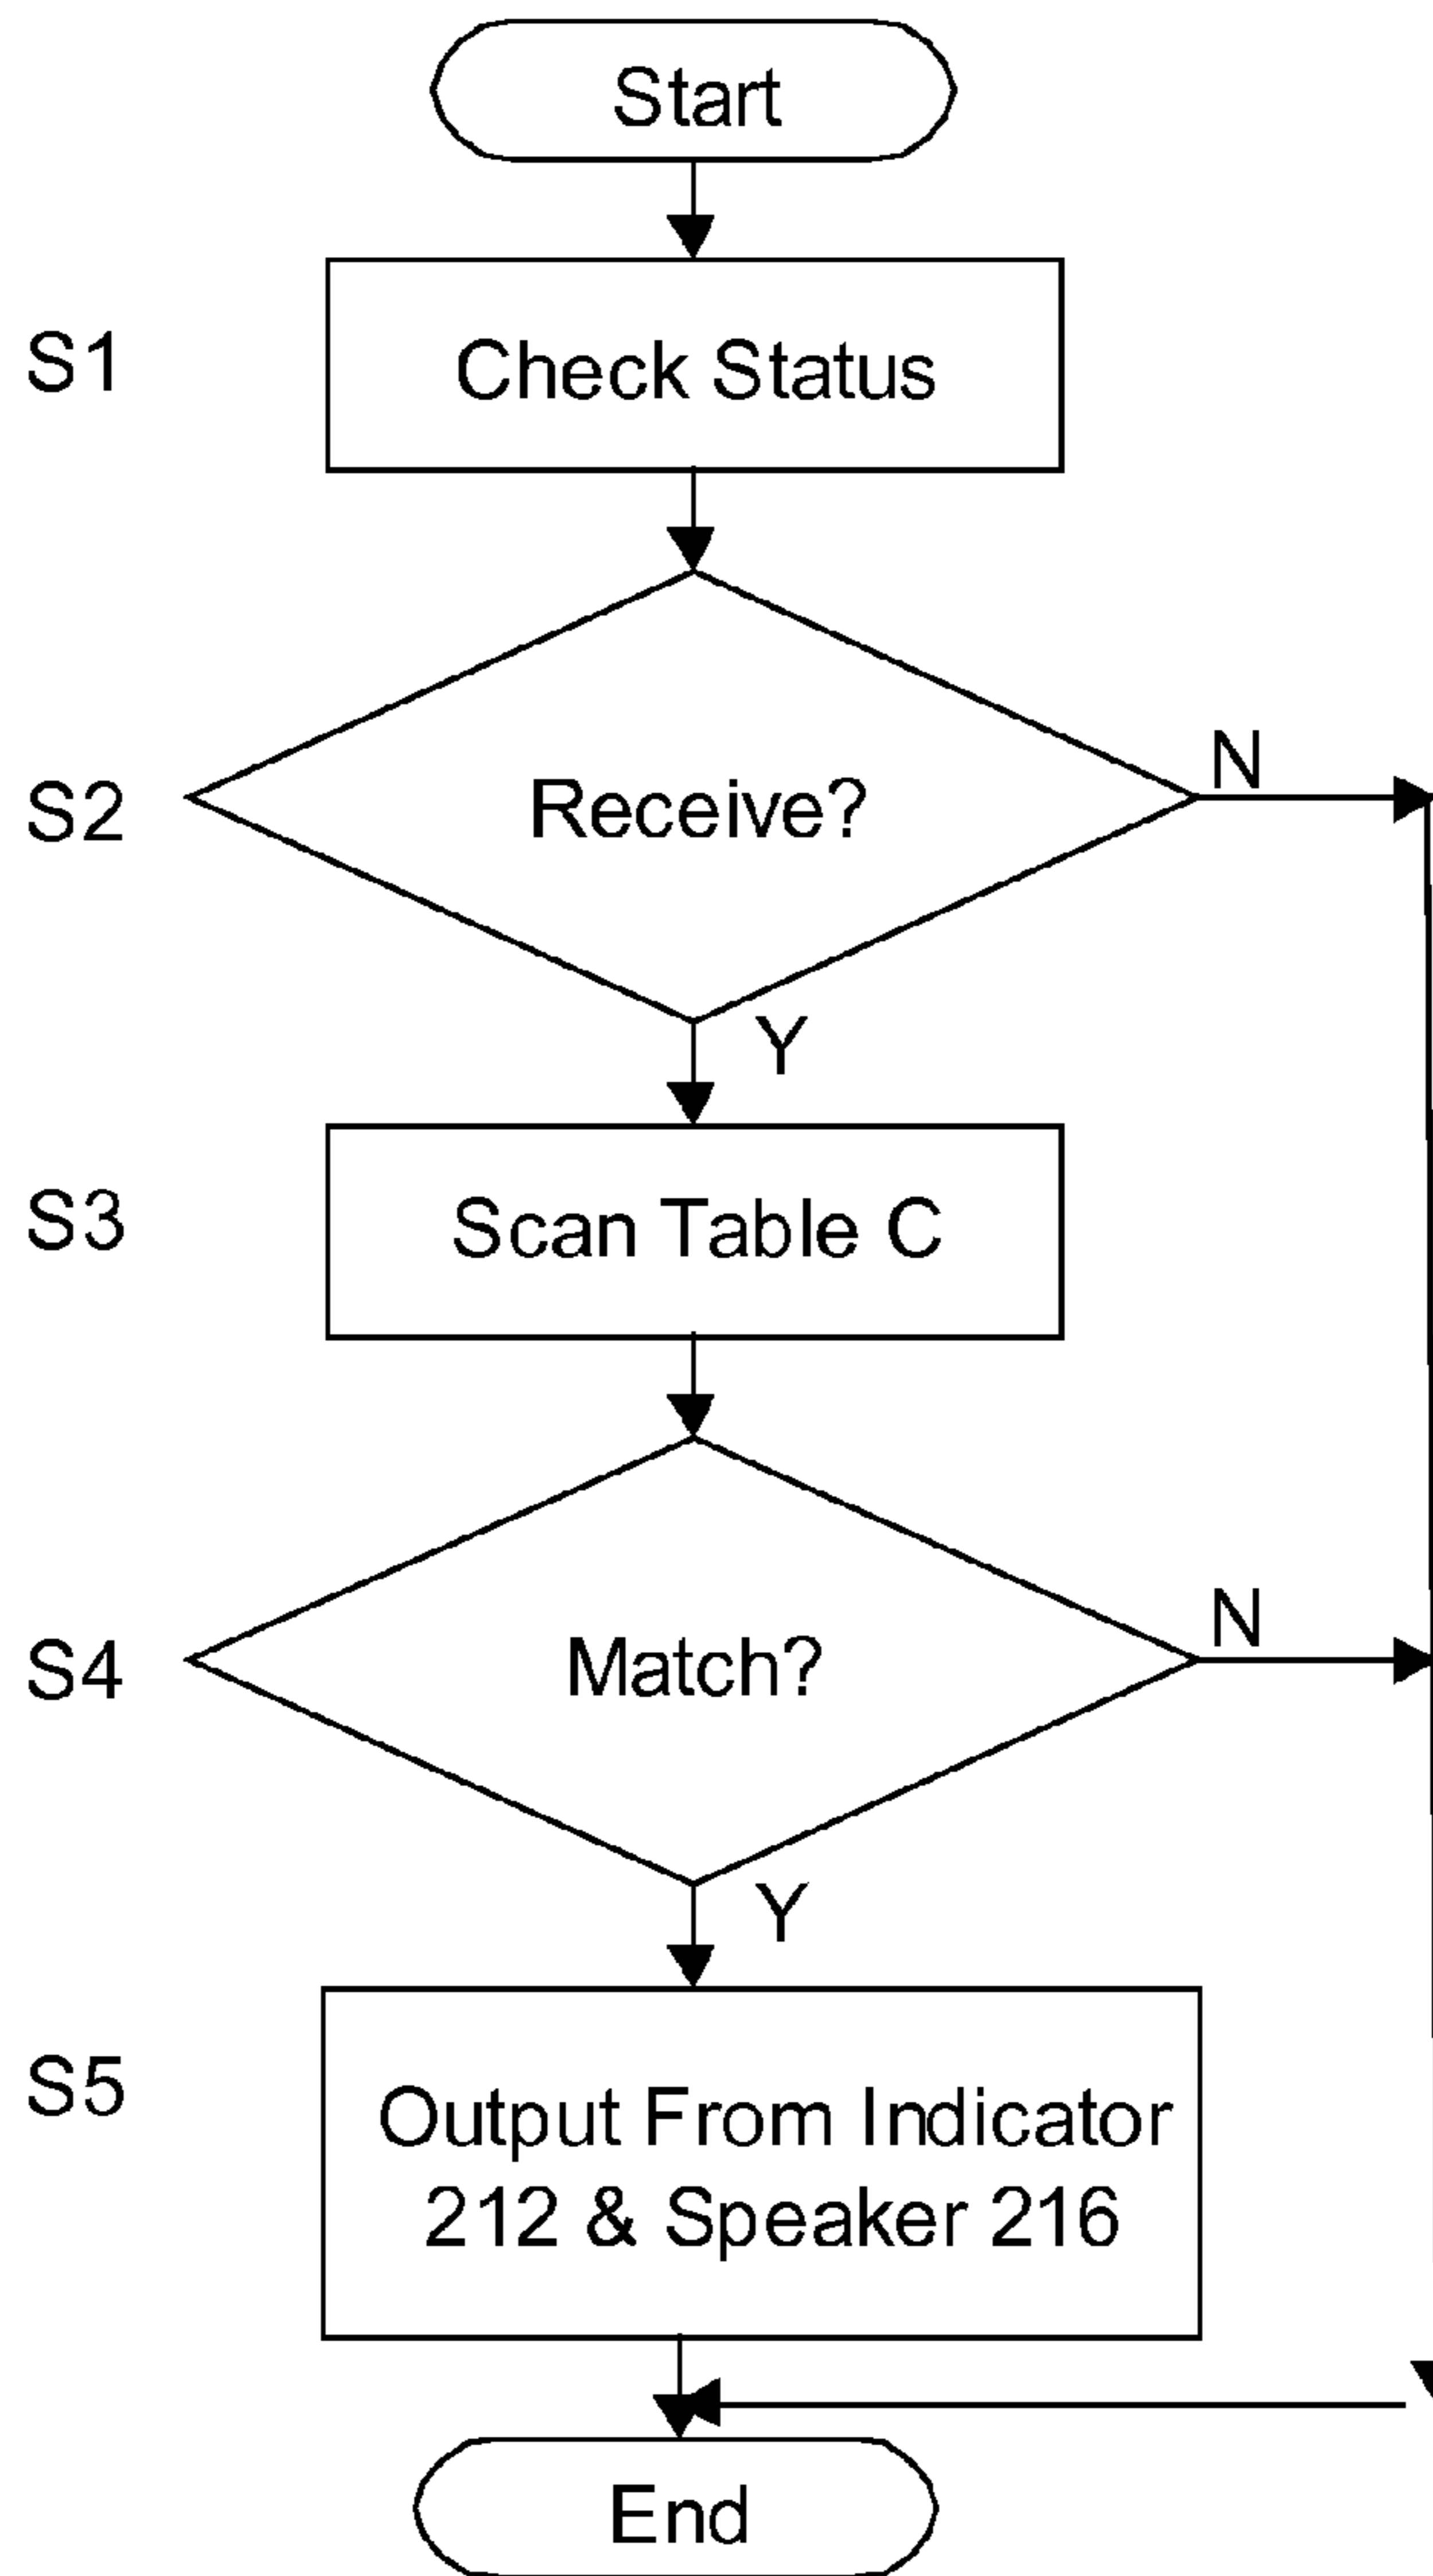 Start
S1
Check Status
S2
Receive?
N
Y
S3
Scan Table C
S4
Match?
N
Y
S5
Output From Indicator
212 & Speaker 216
End